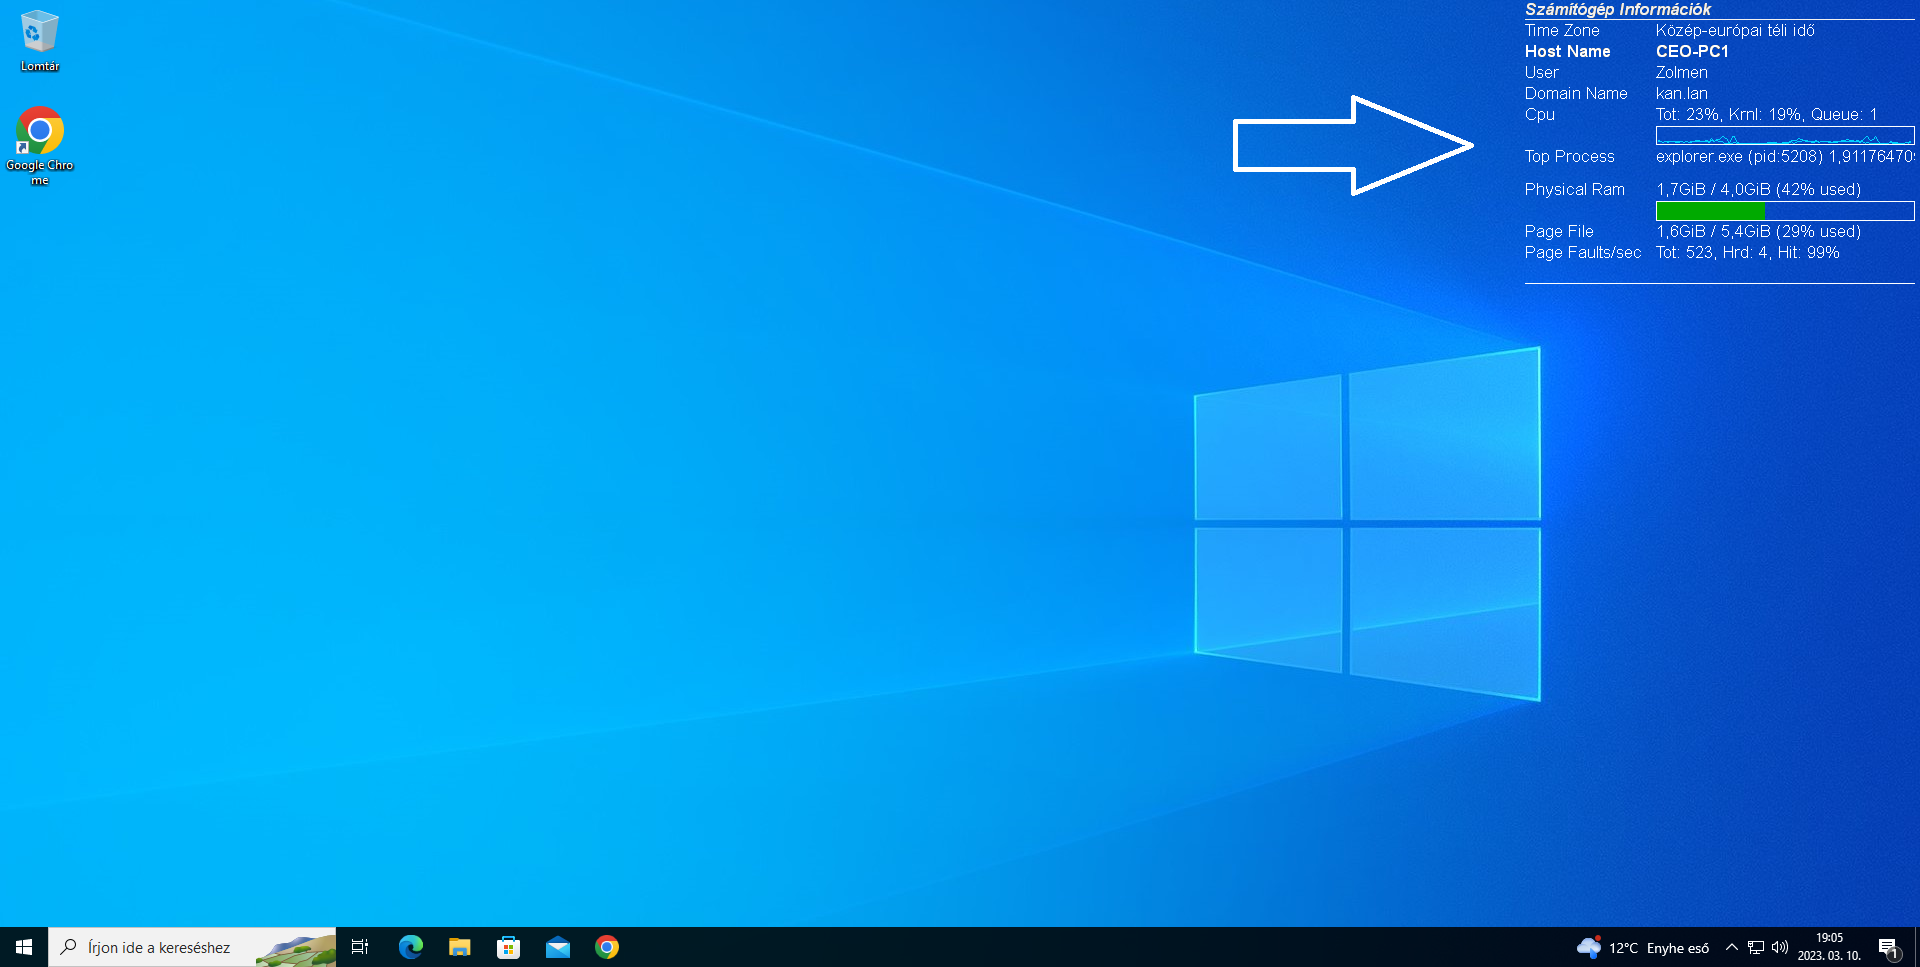 Lomtár
Google Chro
me
Számítógép Információk
Time Zone Közép-európai téli idő
Host Name CEO-PC1
User Zolmen
Domain Name kan.lan
Cpu Tot: 23%, Krnl: 19%, Queue: 1
Top Process explorer.exe (pid:5208) 1,91176470
Physical Ram 1,7GiB / 4,0GiB (42% used)
Page File 1,6GiB / 5,4GiB (29% used)
Page Faults/sec Tot: 523, Hrd: 4, Hit: 99%
Írjon ide a kereséshez
12°C Enyhe eső
19:05
2023. 03. 10.
1